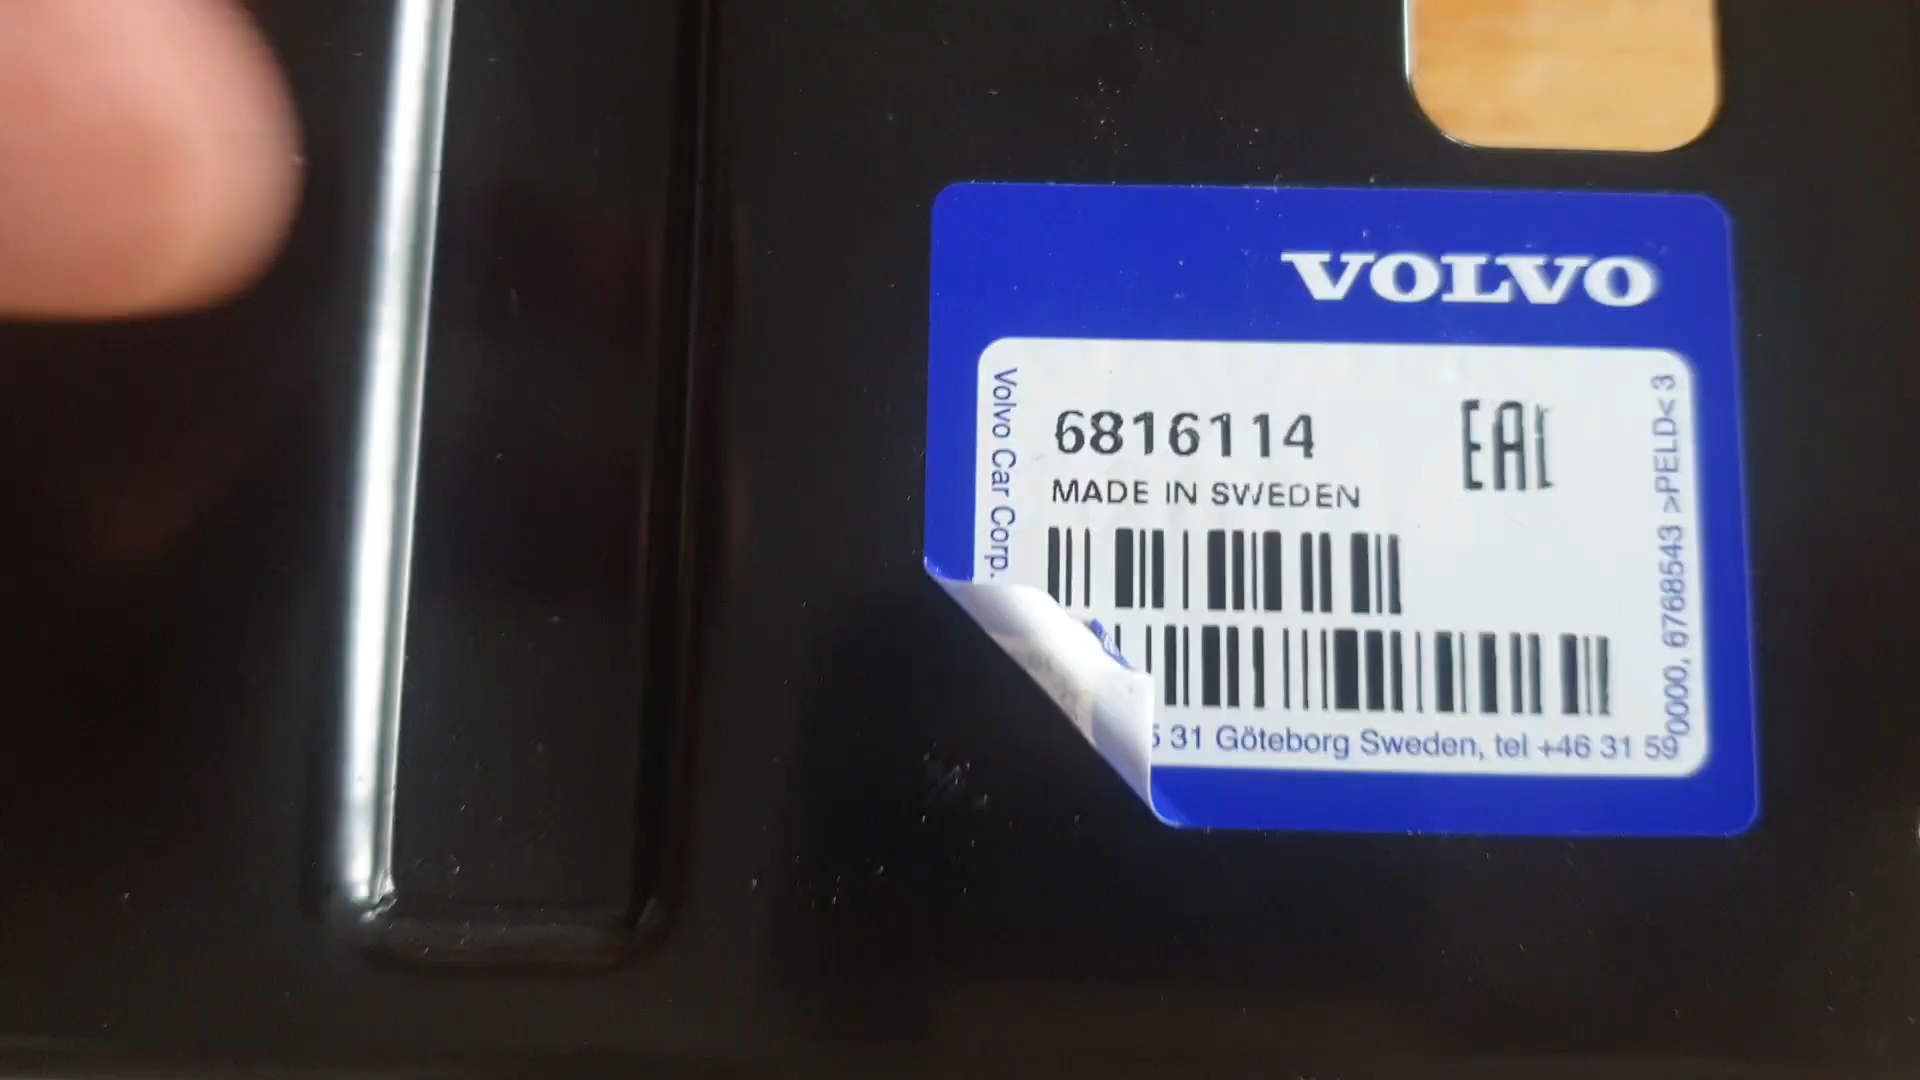 VOLVO
6816114
EAC
MADE IN SWEDEN
Volvo Car Corp.
31 Göteborg Sweden, tel +46 31 59
0000, 6768543 >PELD< 3